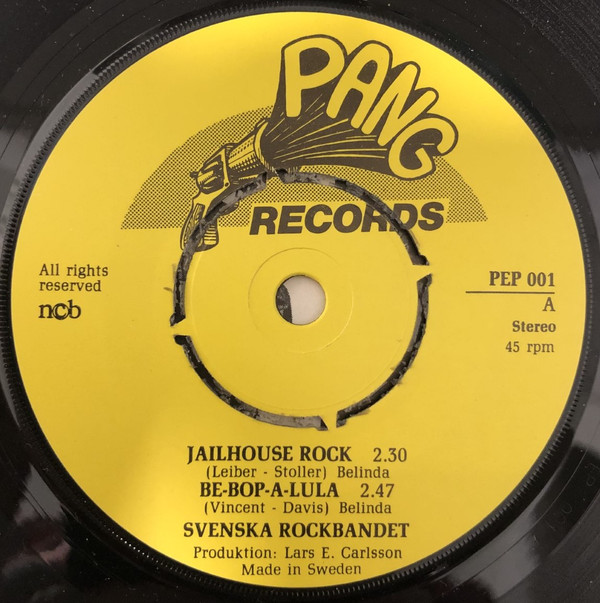 PANG
RECORDS
All rights
reserved
ncb
PEP 001
A
Stereo
45 rpm
JAILHOUSE ROCK 2.30
(Leiber - Stoller) Belinda
BE-BOP-A-LULA 2.47
(Vincent - Davis) Belinda
SVENSKA ROCKBANDET
Produktion: Lars E. Carlsson
Made in Sweden